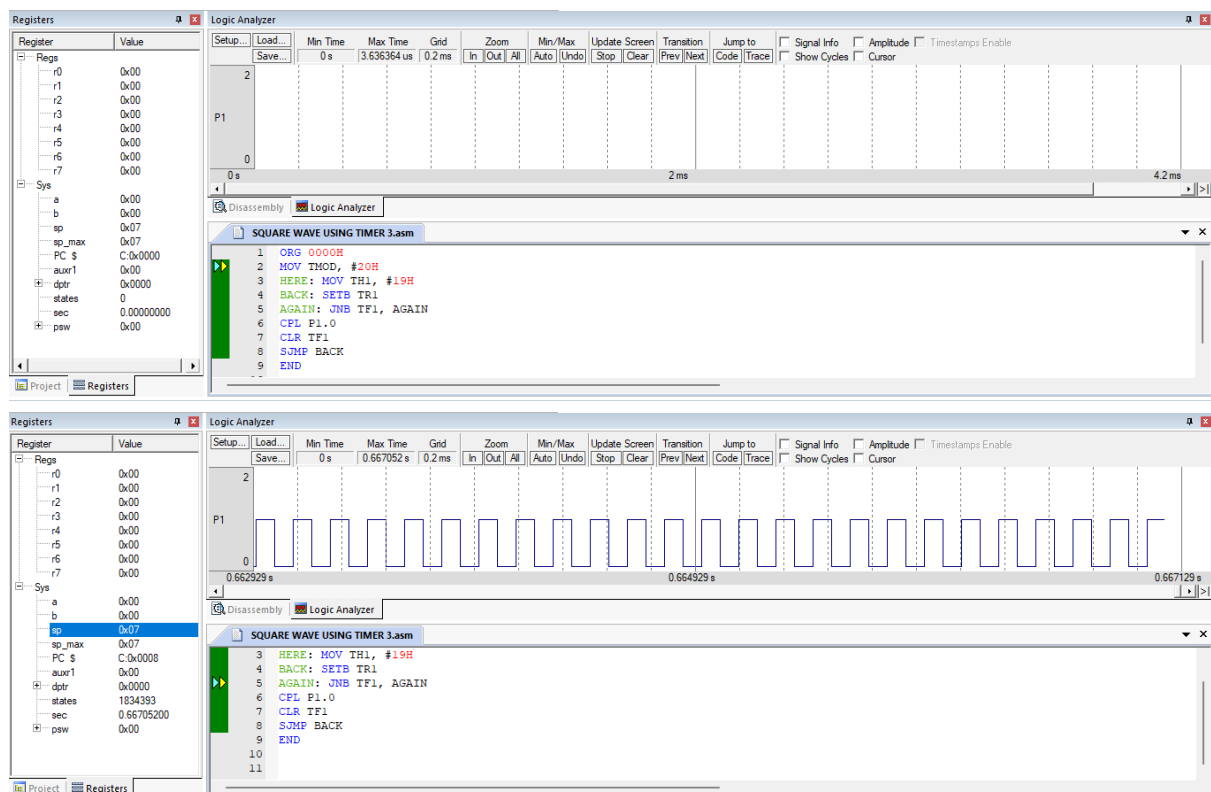 Registers
Logic Analyzer
Register Value
Setup... Load... Min Time Max Time Grid Zoom Min/Max Update Screen Transition Jump to Signal Info Amplitude Timestamps Enable
Save... 0 s 3.636364 us 0.2 ms In Out All Auto Undo Stop Clear Prev Next Code Trace Show Cycles Cursor
Regs
r0 0x00
r1 0x00
r2 0x00
r3 0x00
r4 0x00
r5 0x00
r6 0x00
r7 0x00
Sys
a 0x00
b 0x00
sp 0x07
sp_max 0x07
PC $ C:0x0000
auxr1 0x00
dptr 0x0000
states 0
sec 0.00000000
psw 0x00
Project Registers
2
P1
0
0 s 2 ms 4.2 ms
Disassembly Logic Analyzer
SQUARE WAVE USING TIMER 3.asm
1 ORG 0000H
2 MOV TMOD, #20H
3 HERE: MOV TH1, #19H
4 BACK: SETB TR1
5 AGAIN: JNB TF1, AGAIN
6 CPL P1.0
7 CLR TF1
8 SJMP BACK
9 END
Registers
Logic Analyzer
Register Value
Setup... Load... Min Time Max Time Grid Zoom Min/Max Update Screen Transition Jump to Signal Info Amplitude Timestamps Enable
Save... 0 s 0.667052 s 0.2 ms In Out All Auto Undo Stop Clear Prev Next Code Trace Show Cycles Cursor
Regs
r0 0x00
r1 0x00
r2 0x00
r3 0x00
r4 0x00
r5 0x00
r6 0x00
r7 0x00
Sys
a 0x00
b 0x00
sp 0x07
sp_max 0x07
PC $ C:0x0008
auxr1 0x00
dptr 0x0000
states 1834393
sec 0.66705200
psw 0x00
Project Registers
2
P1
0
0.662929 s 0.664929 s 0.667129 s
Disassembly Logic Analyzer
SQUARE WAVE USING TIMER 3.asm
3 HERE: MOV TH1, #19H
4 BACK: SETB TR1
5 AGAIN: JNB TF1, AGAIN
6 CPL P1.0
7 CLR TF1
8 SJMP BACK
9 END
10
11